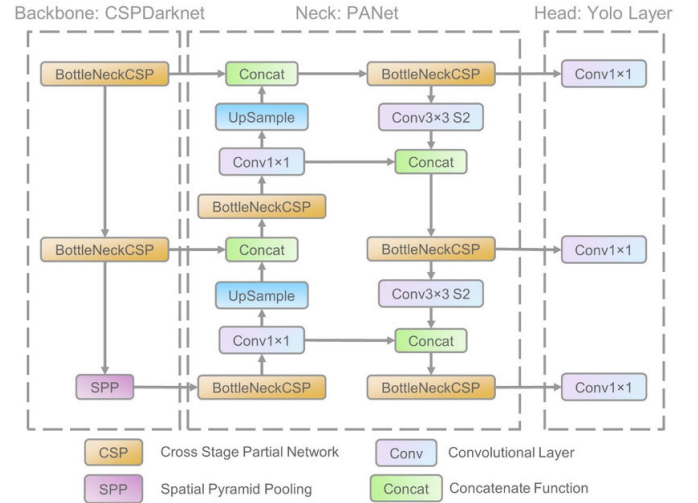 Backbone: CSPDarknet Neck: PANet Head: Yolo Layer
BottleNeckCSP Concat BottleNeckCSP Conv1×1
UpSample Conv3×3 S2
Conv1×1 Concat
BottleNeckCSP
BottleNeckCSP Concat BottleNeckCSP Conv1×1
UpSample Conv3×3 S2
Conv1×1 Concat
SPP BottleNeckCSP BottleNeckCSP Conv1×1
CSP Cross Stage Partial Network Conv Convolutional Layer
SPP Spatial Pyramid Pooling Concat Concatenate Function